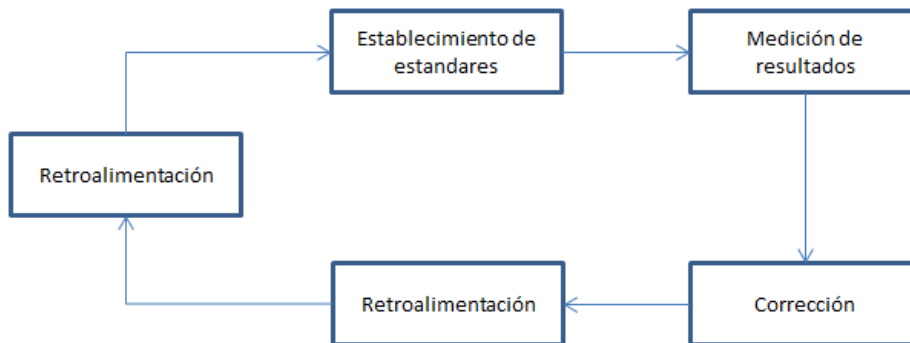 Establecimiento de
estandares
Medición de
resultados
Retroalimentación
Retroalimentación
Corrección